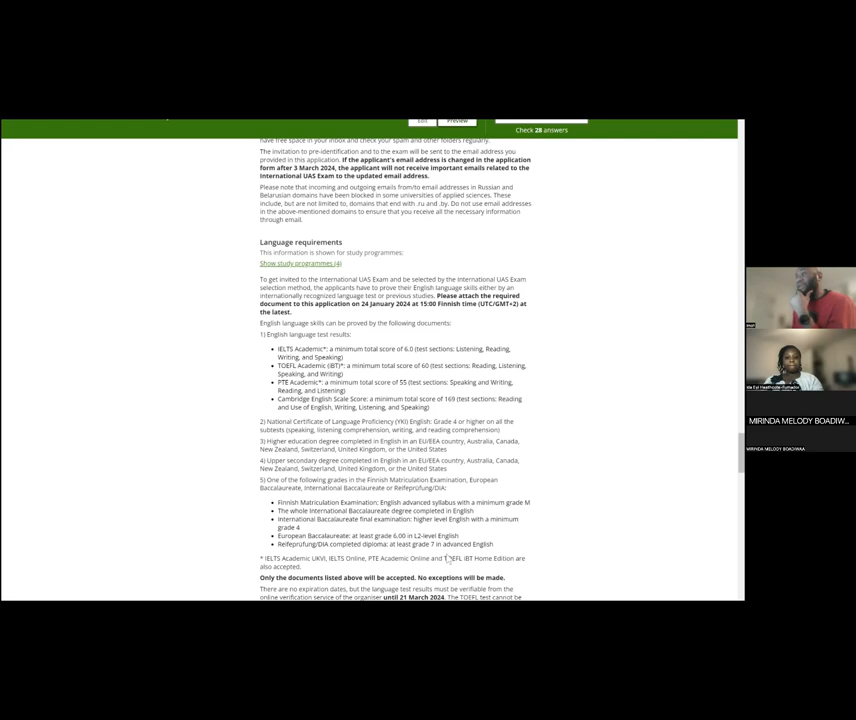 Edit
Preview
Check 28 answers
have free space in your inbox and check your spam and other folders regularly.
The invitation to pre-identification and to the exam will be sent to the email address you
provided in this application. If the applicant's email address is changed in the application
form after 3 March 2024, the applicant will not receive important emails related to the
International UAS Exam to the updated email address.
Please note that incoming and outgoing emails from/to email addresses in Russian and
Belarusian domains have been blocked in some universities of applied sciences. These
include, but are not limited to, domains that end with .ru and .by. Do not use email addresses
in the above-mentioned domains to ensure that you receive all the necessary information
through email.
Language requirements
This information is shown for study programmes:
Show study programmes (4)
To get invited to the International UAS Exam and be selected by the International UAS Exam
selection method, the applicants have to prove their English language skills either by an
internationally recognized language test or previous studies. Please attach the required
document to this application on 24 January 2024 at 15:00 Finnish time (UTC/GMT+2) at
the latest.
English language skills can be proved by the following documents:
1) English language test results:
• IELTS Academic*: a minimum total score of 6.0 (test sections: Listening, Reading,
Writing, and Speaking)
• TOEFL Academic (iBT)*: a minimum total score of 60 (test sections: Reading, Listening,
Speaking, and Writing)
• PTE Academic*: a minimum total score of 55 (test sections: Speaking and Writing,
Reading, and Listening)
• Cambridge English Scale Score: a minimum total score of 169 (test sections: Reading
and Use of English, Writing, Listening, and Speaking)
2) National Certificate of Language Proficiency (YKI) English: Grade 4 or higher on all the
subtests (speaking, listening comprehension, writing, and reading comprehension)
3) Higher education degree completed in English in an EU/EEA country, Australia, Canada,
New Zealand, Switzerland, United Kingdom, or the United States
4) Upper secondary degree completed in English in an EU/EEA country, Australia, Canada,
New Zealand, Switzerland, United Kingdom, or the United States
5) One of the following grades in the Finnish Matriculation Examination, European
Baccalaureate, International Baccalaureate or Reifeprüfung/DIA:
• Finnish Matriculation Examination: English advanced syllabus with a minimum grade M
• The whole International Baccalaureate degree completed in English
• International Baccalaureate final examination: higher level English with a minimum
grade 4
• European Baccalaureate: at least grade 6.00 in L2-level English
• Reifeprüfung/DIA completed diploma: at least grade 7 in advanced English
* IELTS Academic UKVI, IELTS Online, PTE Academic Online and TOEFL iBT Home Edition are
also accepted.
Only the documents listed above will be accepted. No exceptions will be made.
There are no expiration dates, but the language test results must be verifiable from the
online verification service of the organiser until 21 March 2024. The TOEFL test cannot be
MIRINDA MELODY BOADIW...
MIRINDA MELODY BOADIWAA